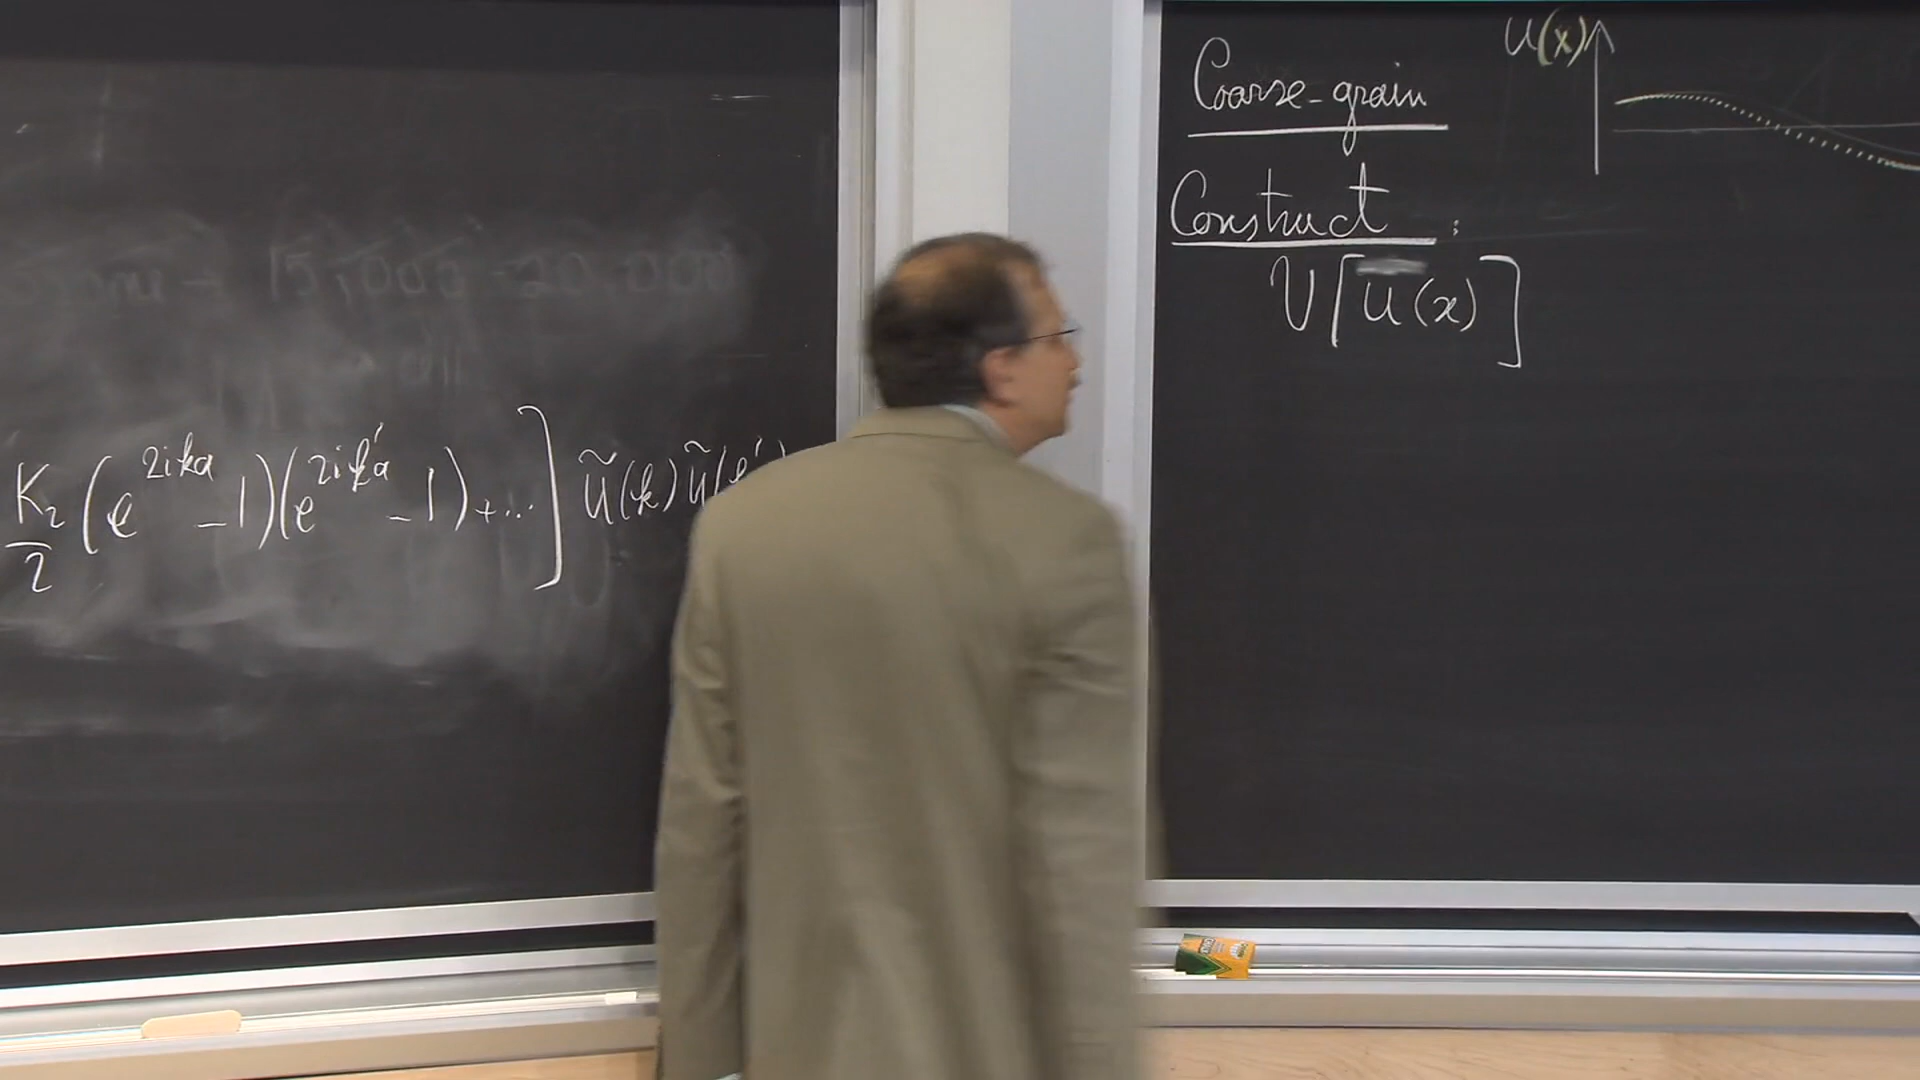 K₂/2 (e^{2ika} - 1)(e^{2ik'a} - 1) + ... ] ũ(k) ũ(k'
Coarse-grain
u(x)
Construct :
V[u(x)]